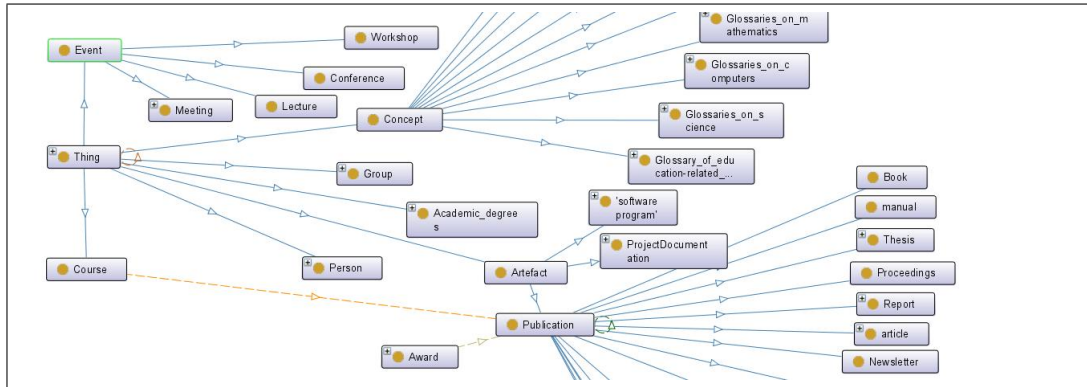 Event
Workshop
Conference
Lecture
Meeting
Concept
Glossaries_on_m
athematics
Glossaries_on_c
omputers
Glossaries_on_s
cience
Glossary_of_edu
cation-related_...
Thing
Group
Academic_degree
s
'software
program'
ProjectDocument
ation
Course
Person
Artefact
Publication
Award
Book
manual
Thesis
Proceedings
Report
article
Newsletter